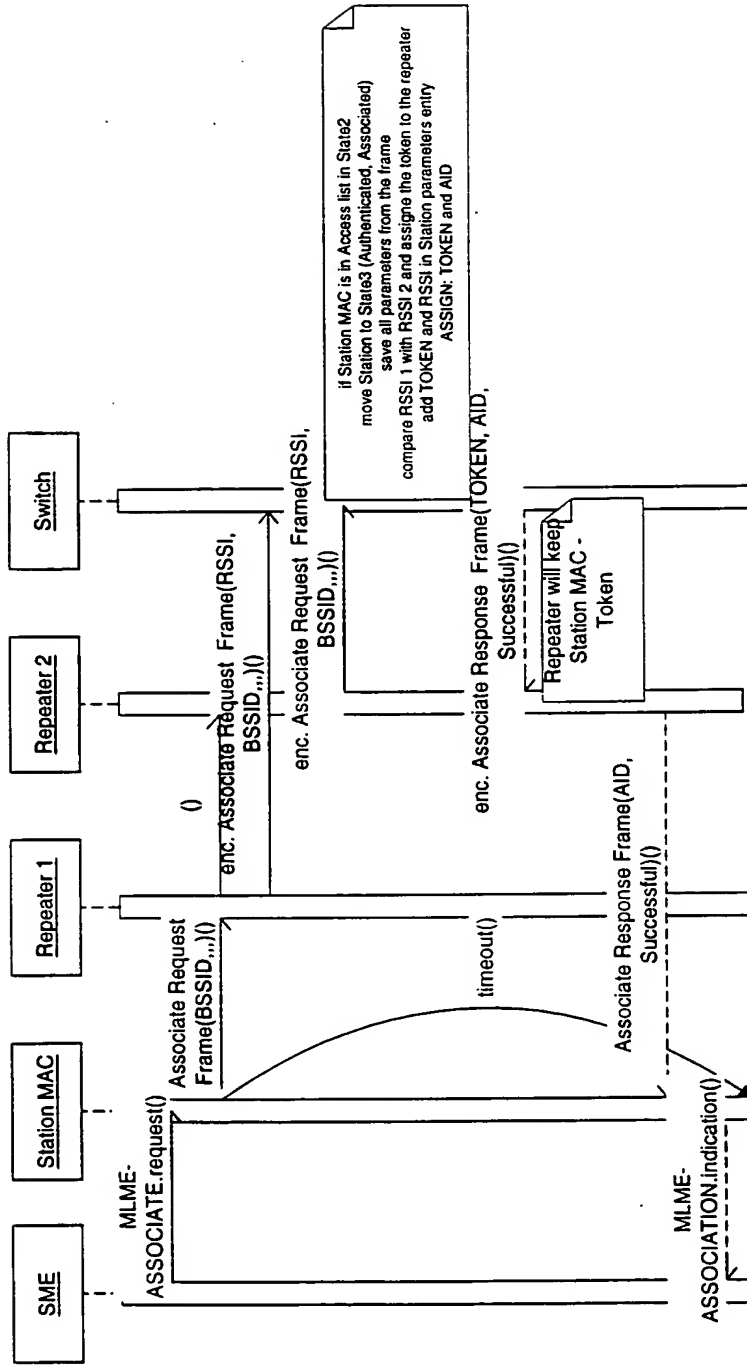 SME
Station MAC
Repeater 1
Repeater 2
Switch
MLME-
ASSOCIATE.request()
Associate Request
Frame(BSSID,,,)()
()
enc. Associate Request Frame(RSSI,
BSSID,,,)()
enc. Associate Request Frame(RSSI,
BSSID,,,)()
if Station MAC is in Access list in State2
move Station to State3 (Authenticated, Associated)
save all parameters from the frame
compare RSSI 1 with RSSI 2 and assigne the token to the repeater
add TOKEN and RSSI in Station parameters entry
ASSIGN: TOKEN and AID
timeout()
enc. Associate Response Frame(TOKEN, AID,
Successful)()
Repeater will keep
Station MAC -
Token
Associate Response Frame(AID,
Successful)()
MLME-
ASSOCIATION.indication()